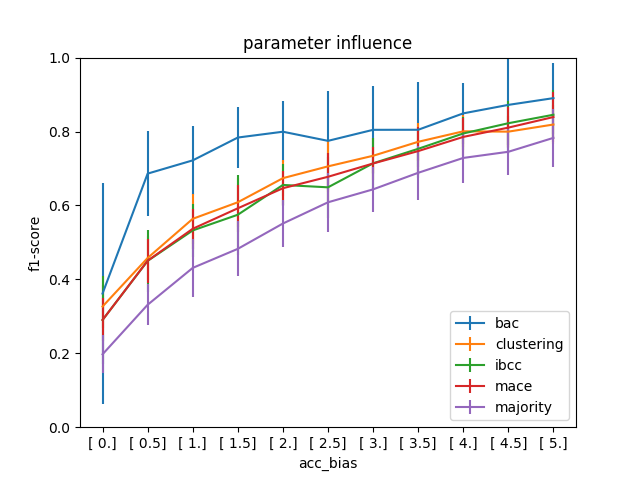 parameter influence
f1-score
1.0
0.8
0.6
0.4
0.2
0.0
[ 0.] [ 0.5] [ 1.] [ 1.5] [ 2.] [ 2.5] [ 3.] [ 3.5] [ 4.] [ 4.5] [ 5.]
acc_bias
bac
clustering
ibcc
mace
majority